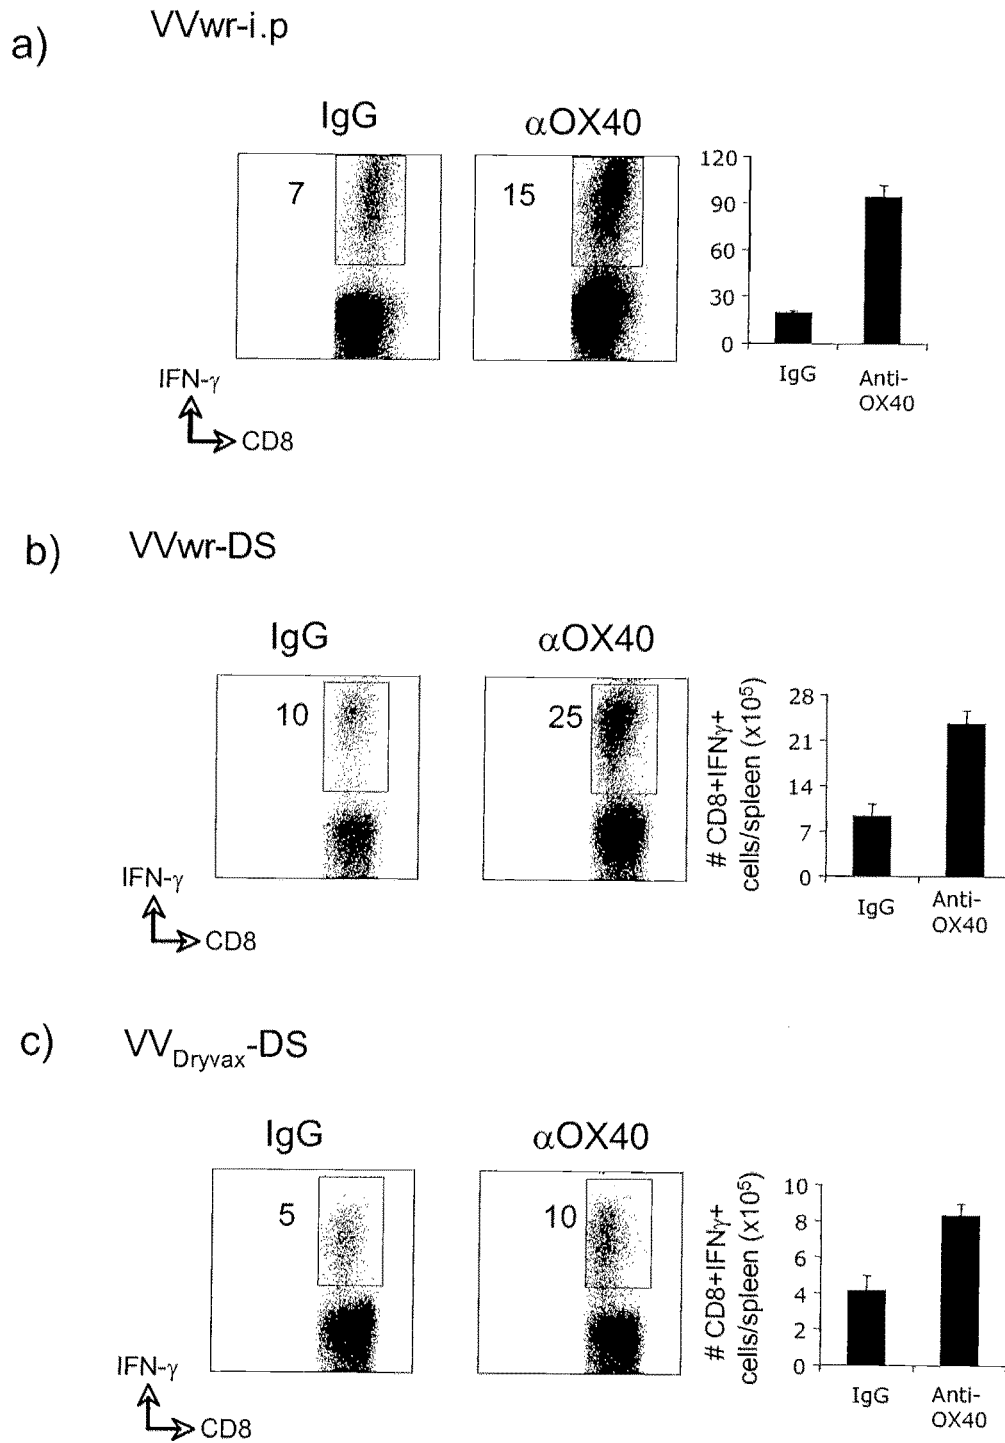 a)
VVwr-i.p
IgG
αOX40
7
15
120
90
60
30
0
IgG
Anti-
OX40
IFN-γ
CD8
b)
VVwr-DS
IgG
αOX40
10
25
# CD8+IFNγ+
cells/spleen (x10⁵)
28
21
14
7
0
IgG
Anti-
OX40
IFN-γ
CD8
c)
VV_Dryvax-DS
IgG
αOX40
5
10
# CD8+IFNγ+
cells/spleen (x10⁵)
10
8
6
4
2
0
IgG
Anti-
OX40
IFN-γ
CD8